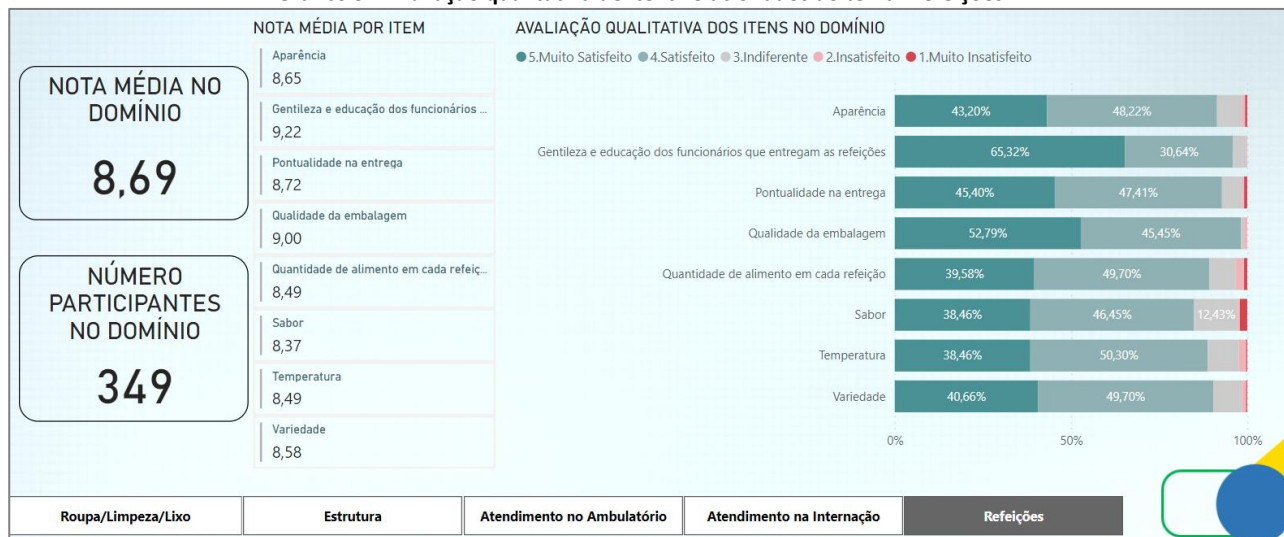 NOTA MÉDIA NO
DOMÍNIO
8,69
NÚMERO
PARTICIPANTES
NO DOMÍNIO
349
NOTA MÉDIA POR ITEM
Aparência
8,65
Gentileza e educação dos funcionários ...
9,22
Pontualidade na entrega
8,72
Qualidade da embalagem
9,00
Quantidade de alimento em cada refeiç...
8,49
Sabor
8,37
Temperatura
8,49
Variedade
8,58
AVALIAÇÃO QUALITATIVA DOS ITENS NO DOMÍNIO
5.Muito Satisfeito 4.Satisfeito 3.Indiferente 2.Insatisfeito 1.Muito Insatisfeito
Aparência 43,20% 48,22%
Gentileza e educação dos funcionários que entregam as refeições 65,32% 30,64%
Pontualidade na entrega 45,40% 47,41%
Qualidade da embalagem 52,79% 45,45%
Quantidade de alimento em cada refeição 39,58% 49,70%
Sabor 38,46% 46,45% 12,43%
Temperatura 38,46% 50,30%
Variedade 40,66% 49,70%
0% 50% 100%
Roupa/Limpeza/Lixo Estrutura Atendimento no Ambulatório Atendimento na Internação Refeições